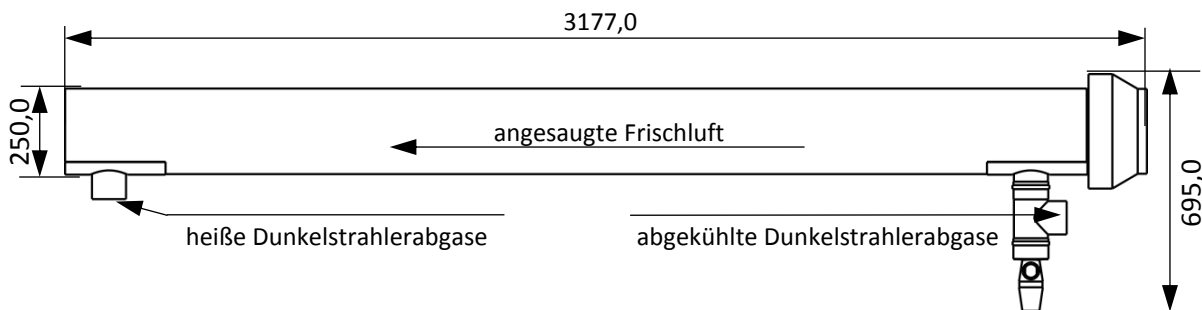 3177,0
250,0
angesaugte Frischluft
695,0
heiße Dunkelstrahlerabgase
abgekühlte Dunkelstrahlerabgase